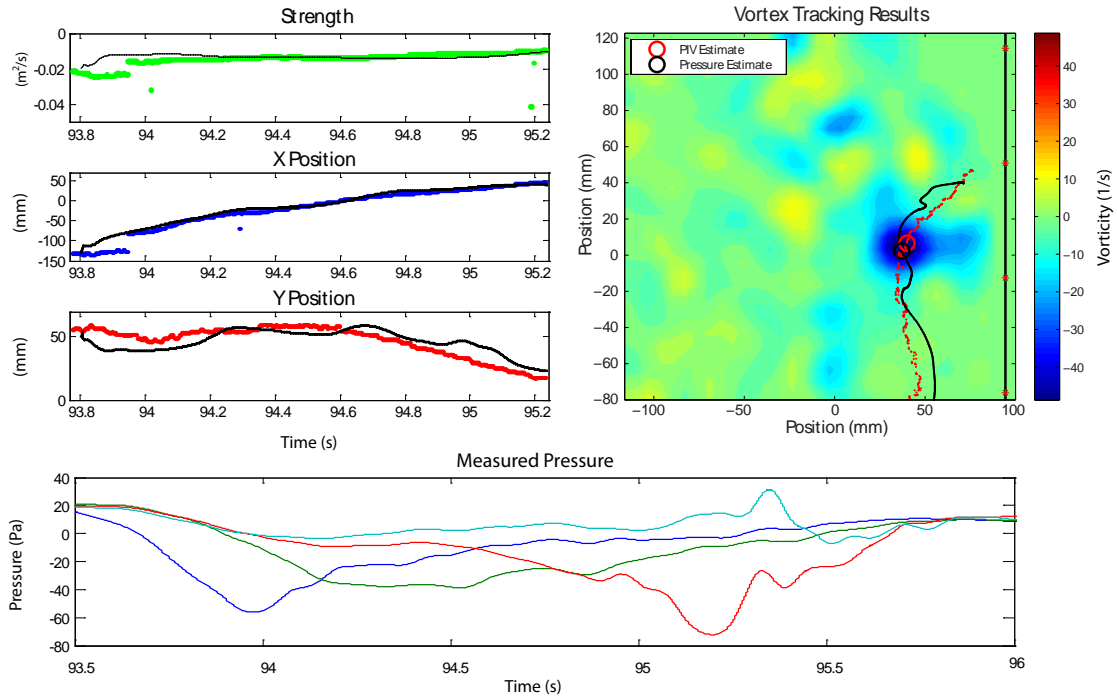 Strength
0
-0.02
-0.04
(m²/s)
93.8 94 94.2 94.4 94.6 94.8 95 95.2
X Position
50
0
-50
-100
-150
(mm)
93.8 94 94.2 94.4 94.6 94.8 95 95.2
Y Position
50
0
(mm)
93.8 94 94.2 94.4 94.6 94.8 95 95.2
Time (s)
Vortex Tracking Results
PIV Estimate
Pressure Estimate
120
100
80
60
40
20
0
−20
−40
−60
−80
Position (mm)
−100 −50 0 50 100
Position (mm)
40
30
20
10
0
−10
−20
−30
−40
Vorticity (1/s)
Measured Pressure
40
20
0
-20
-40
-60
-80
Pressure (Pa)
93.5 94 94.5 95 95.5 96
Time (s)